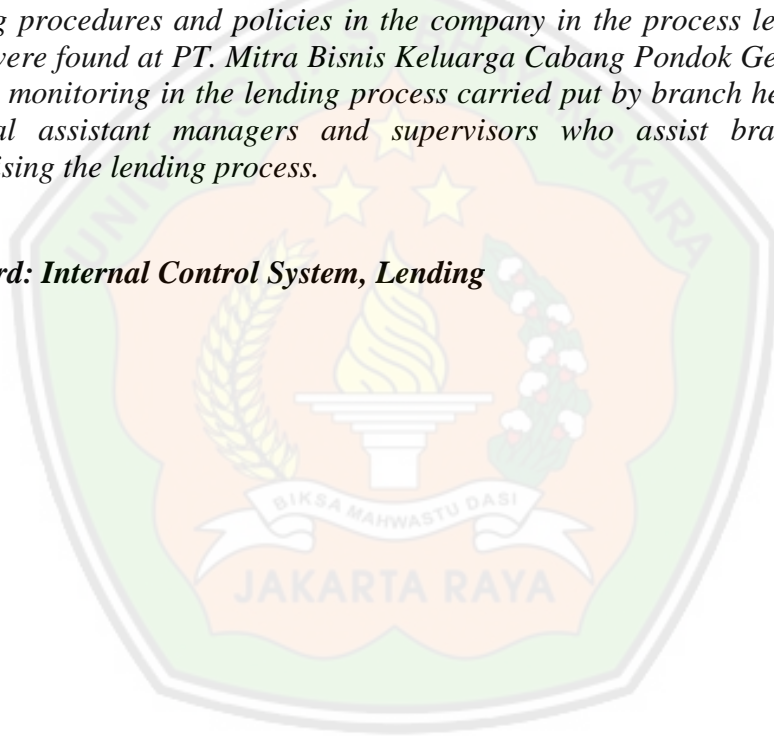 g procedures and policies in the company in the process le
were found at PT. Mitra Bisnis Keluarga Cabang Pondok Ge
monitoring in the lending process carried put by branch he
al assistant managers and supervisors who assist bra
ising the lending process.
rd: Internal Control System, Lending
UNIVERSITAS BHAYANGKARA
BIKSA MAHWASTU DASI
JAKARTA RAYA